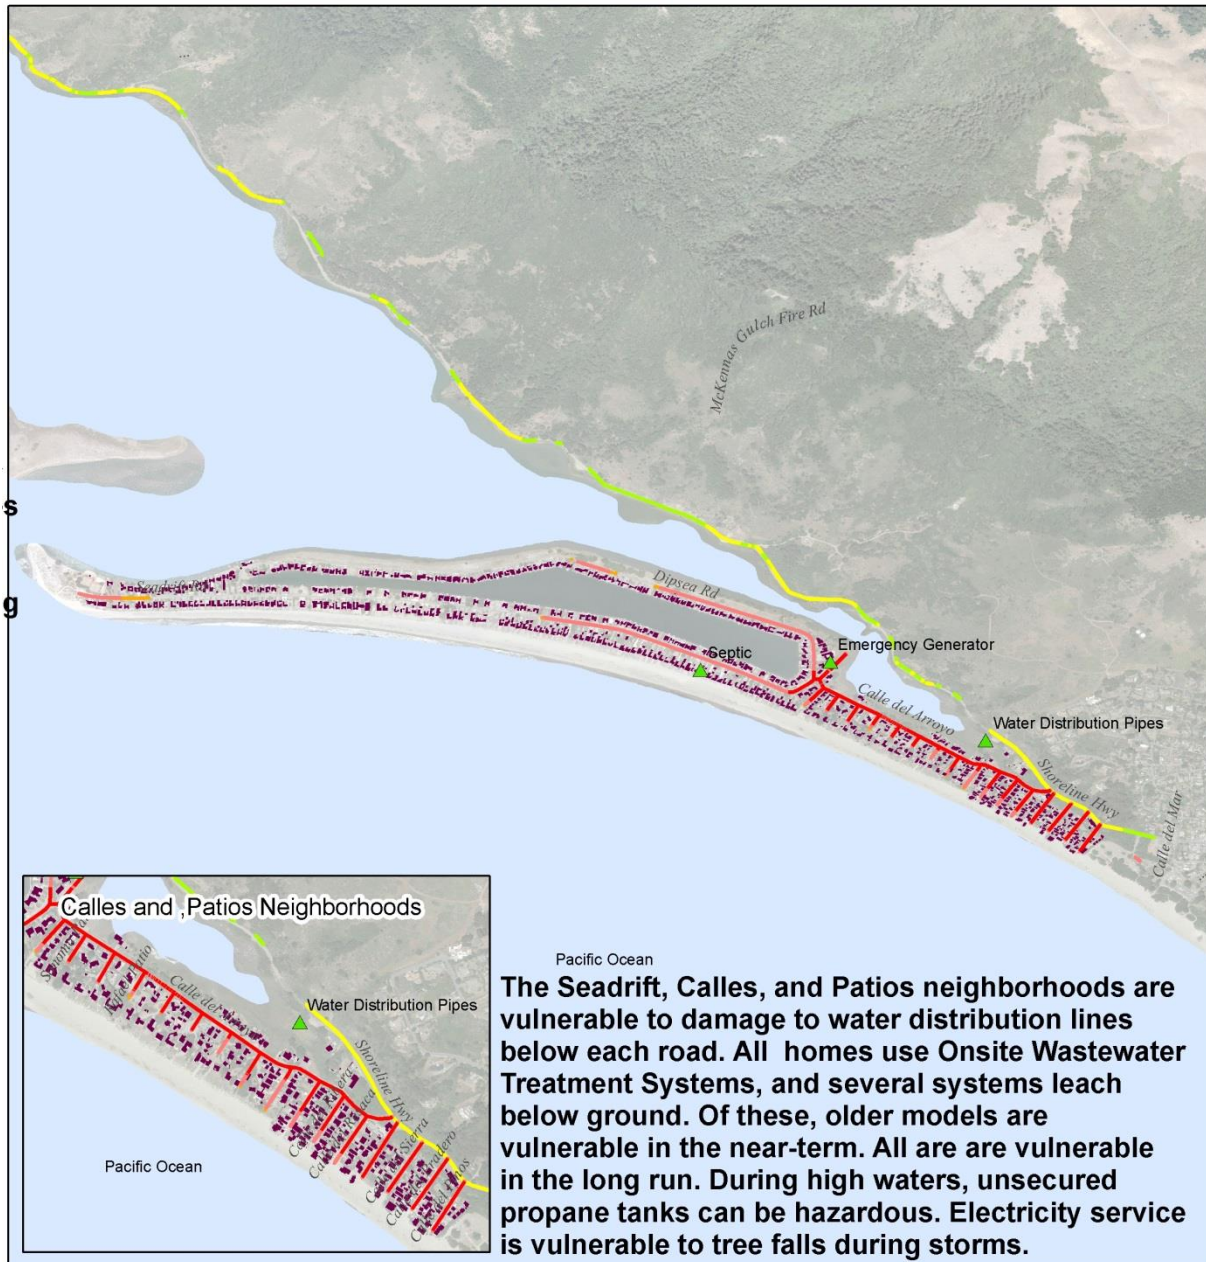 McKennas Gulch Fire Rd
s
g
Seadrift Rd
Dipsea Rd
Septic
Emergency Generator
Calle del Arroyo
Water Distribution Pipes
Shoreline Hwy
Calle del Mar
Calles and ,Patios Neighborhoods
Patio
Calle del
Water Distribution Pipes
Shoreline Hwy
Sierra
Pacific Ocean
Pacific Ocean
The Seadrift, Calles, and Patios neighborhoods are
vulnerable to damage to water distribution lines
below each road. All homes use Onsite Wastewater
Treatment Systems, and several systems leach
below ground. Of these, older models are
vulnerable in the near-term. All are are vulnerable
in the long run. During high waters, unsecured
propane tanks can be hazardous. Electricity service
is vulnerable to tree falls during storms.